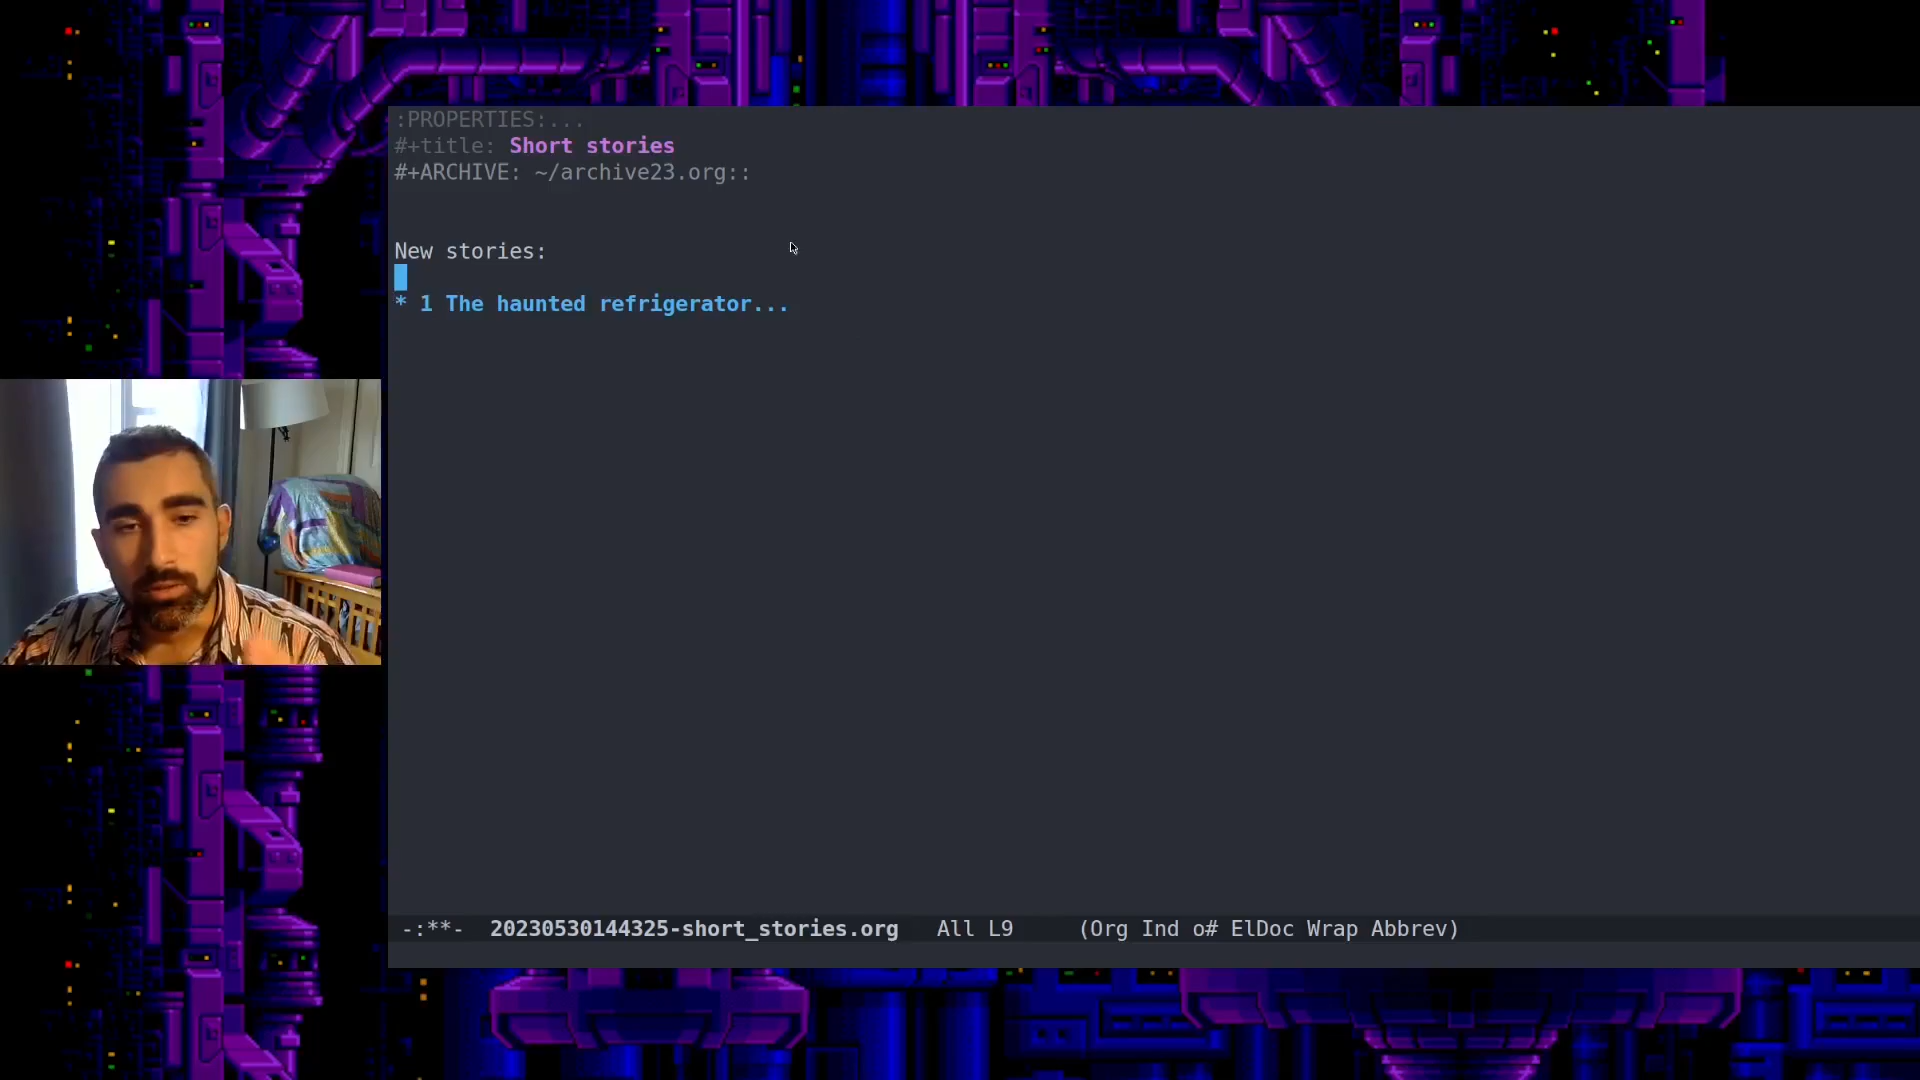 :PROPERTIES:...
#+title: Short stories
#+ARCHIVE: ~/archive23.org::
New stories:
* 1 The haunted refrigerator...
-:**-  20230530144325-short_stories.org   All L9     (Org Ind o# ElDoc Wrap Abbrev)